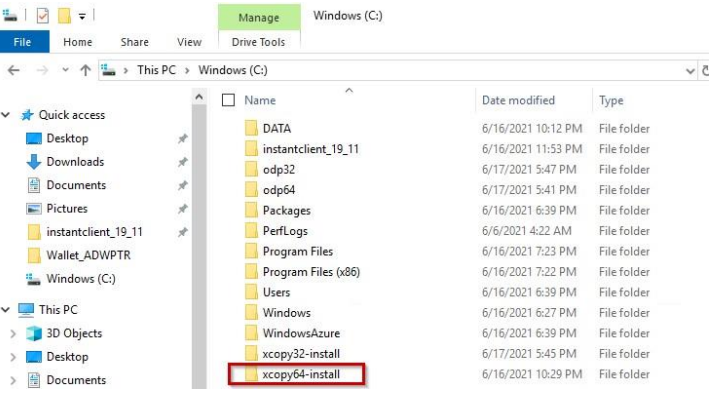 Manage Windows (C:)
File Home Share View Drive Tools
This PC > Windows (C:)
Name Date modified Type
Quick access
Desktop
Downloads
Documents
Pictures
instantclient_19_11
Wallet_ADWPTR
Windows (C:)
This PC
3D Objects
Desktop
Documents
DATA 6/16/2021 10:12 PM File folder
instantclient_19_11 6/16/2021 11:53 PM File folder
odp32 6/17/2021 5:47 PM File folder
odp64 6/17/2021 5:41 PM File folder
Packages 6/16/2021 6:39 PM File folder
PerfLogs 6/6/2021 4:22 AM File folder
Program Files 6/16/2021 7:23 PM File folder
Program Files (x86) 6/16/2021 7:22 PM File folder
Users 6/16/2021 6:39 PM File folder
Windows 6/16/2021 6:27 PM File folder
WindowsAzure 6/16/2021 6:39 PM File folder
xcopy32-install 6/17/2021 5:45 PM File folder
xcopy64-install 6/16/2021 10:29 PM File folder